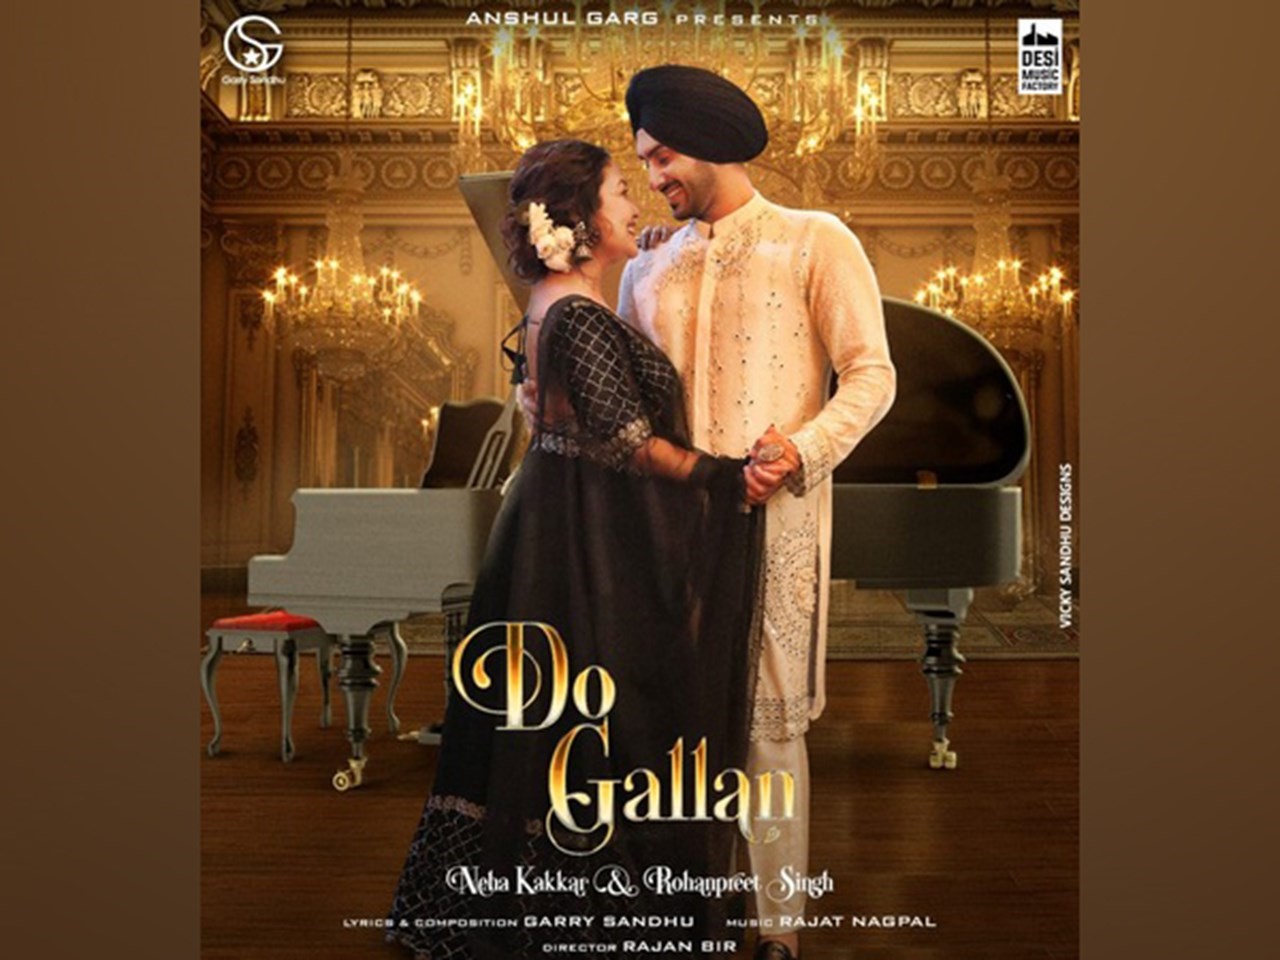 ANSHUL GARG PRESENTS
Garry Sandhu
DESI
MUSIC
FACTORY
VICKY SANDHU DESIGNS
Do
Gallan
Neha Kakkar & Rohanpreet Singh
LYRICS & COMPOSITION GARRY SANDHU MUSIC RAJAT NAGPAL
DIRECTOR RAJAN BIR